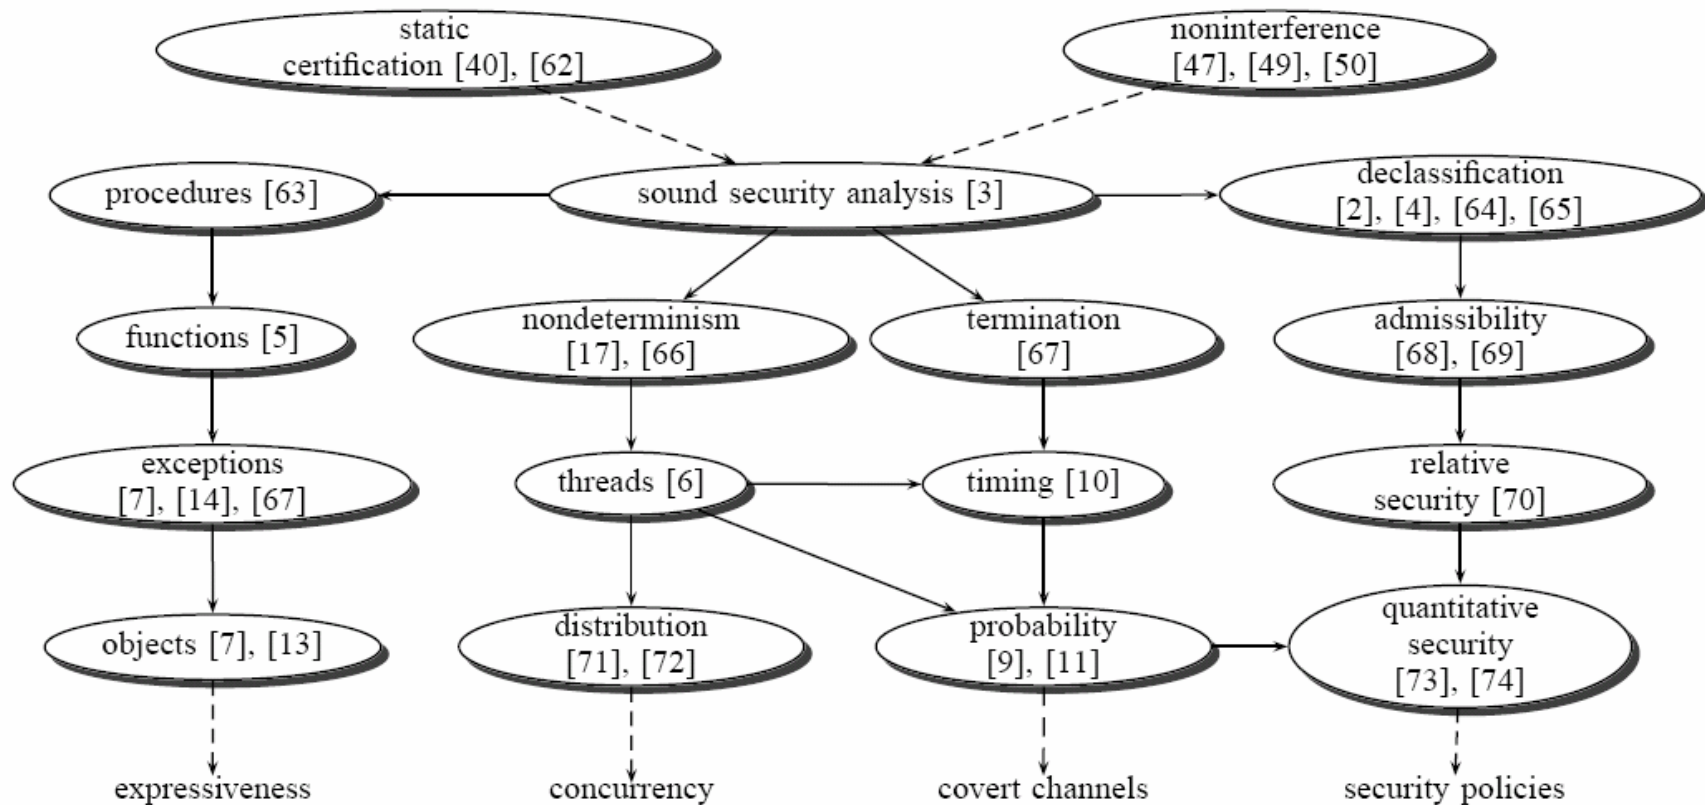 static
certification [40], [62]
noninterference
[47], [49], [50]
procedures [63]
sound security analysis [3]
declassification
[2], [4], [64], [65]
functions [5]
nondeterminism
[17], [66]
termination
[67]
admissibility
[68], [69]
exceptions
[7], [14], [67]
threads [6]
timing [10]
relative
security [70]
objects [7], [13]
distribution
[71], [72]
probability
[9], [11]
quantitative
security
[73], [74]
expressiveness
concurrency
covert channels
security policies